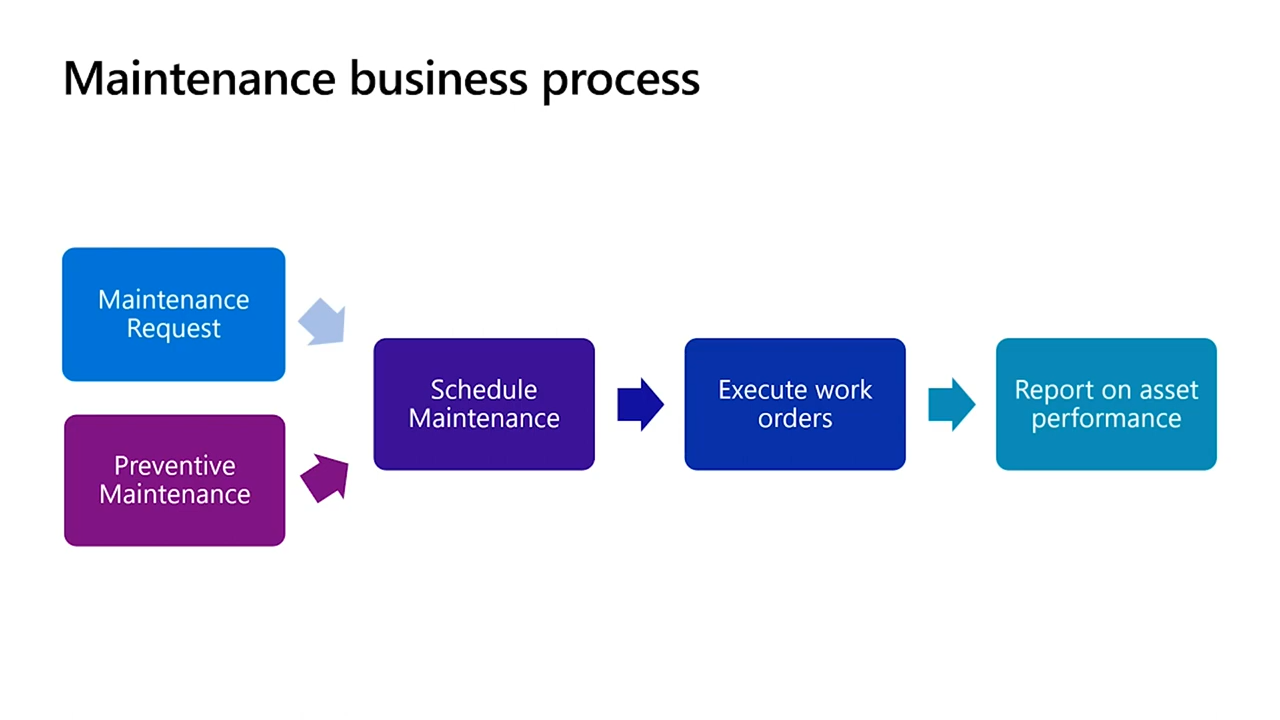 Maintenance business process
Maintenance
Request
Preventive
Maintenance
Schedule
Maintenance
Execute work
orders
Report on asset
performance